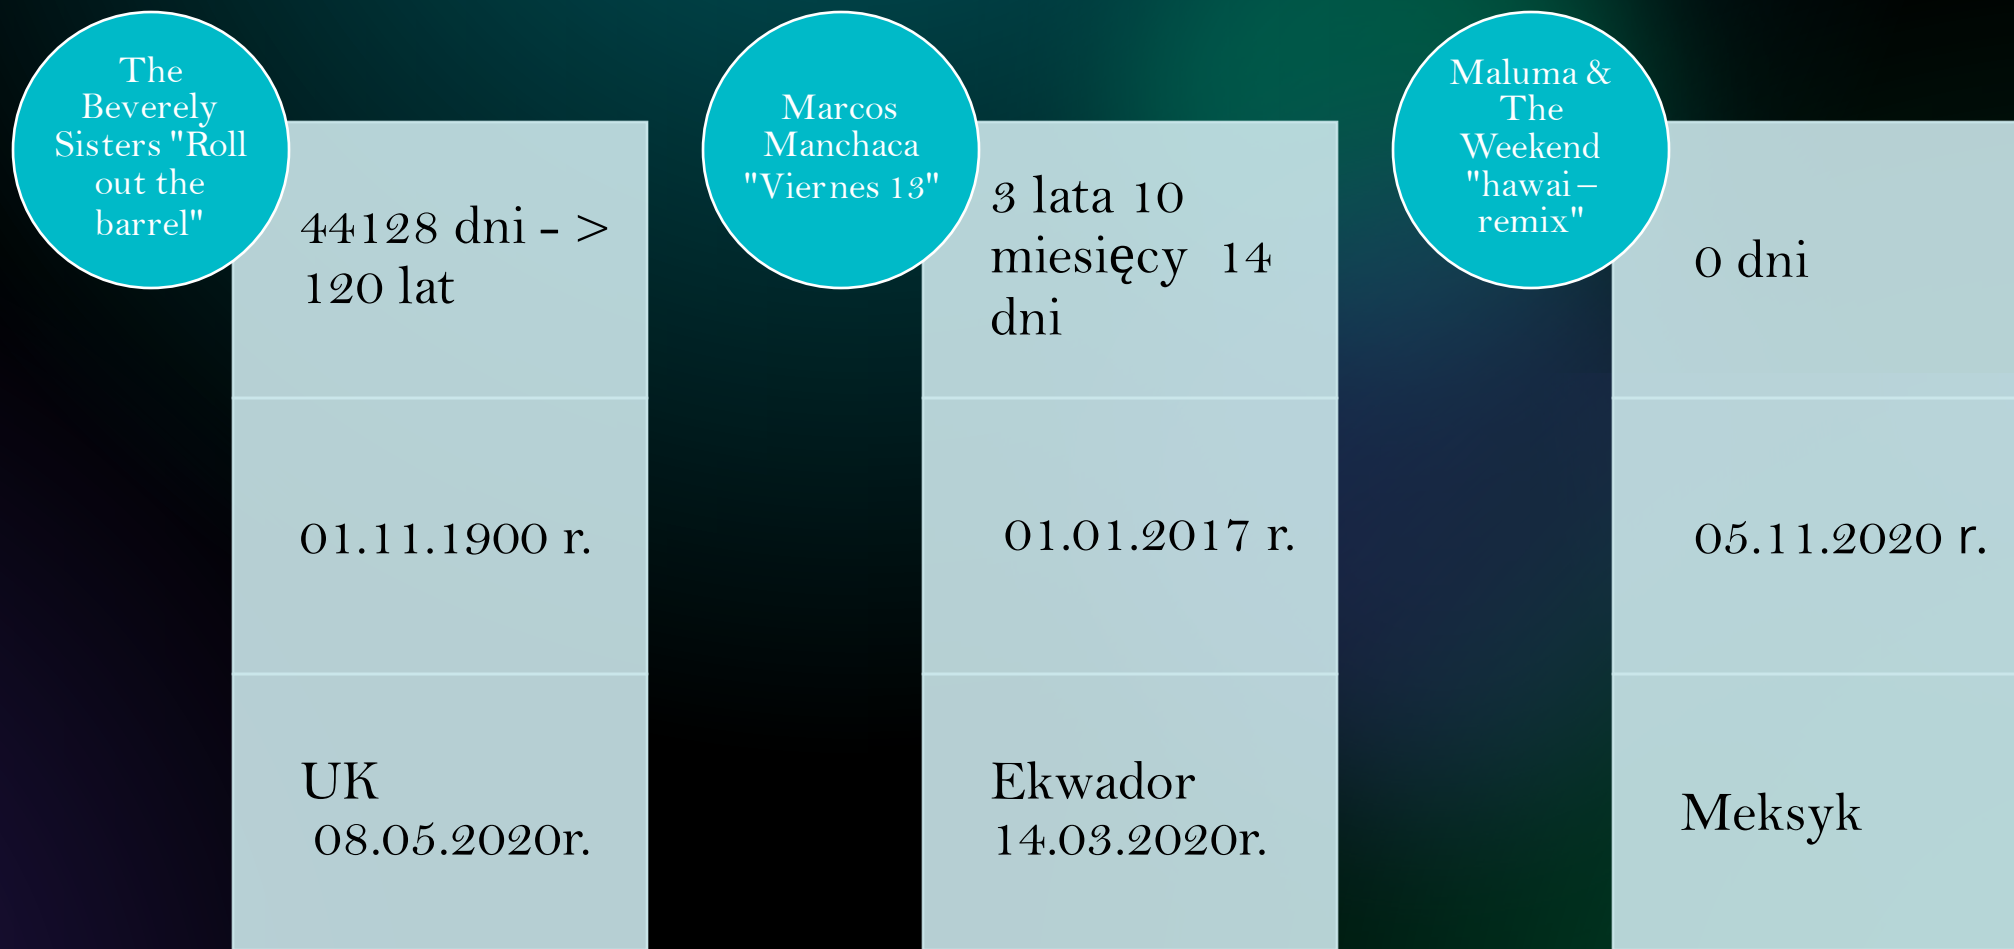 The
Beverely
Sisters "Roll
out the
barrel"
44128 dni - >
120 lat
01.11.1900 r.
UK
08.05.2020r.
Marcos
Manchaca
"Viernes 13"
3 lata 10
miesięcy 14
dni
01.01.2017 r.
Ekwador
14.03.2020r.
Maluma &
The
Weekend
"hawai –
remix"
0 dni
05.11.2020 r.
Meksyk